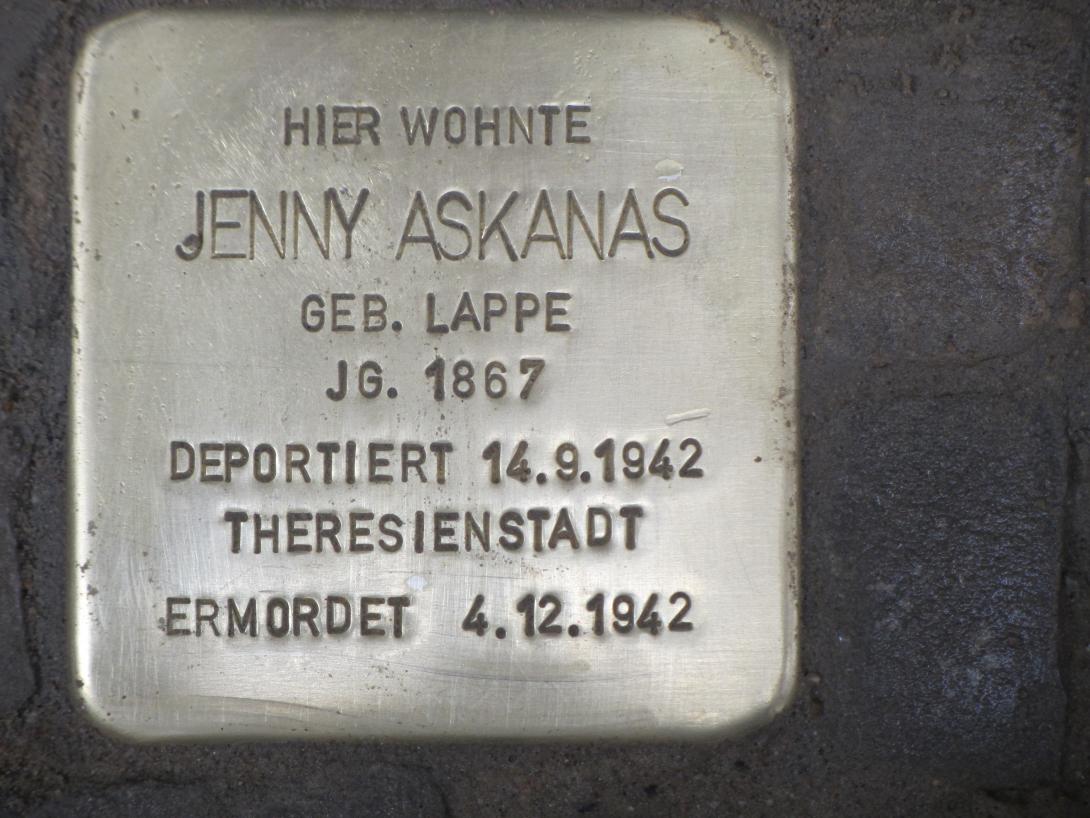 HIER WOHNTE
JENNY ASKANAS
GEB. LAPPE
JG. 1867
DEPORTIERT 14.9.1942
THERESIENSTADT
ERMORDET 4.12.1942